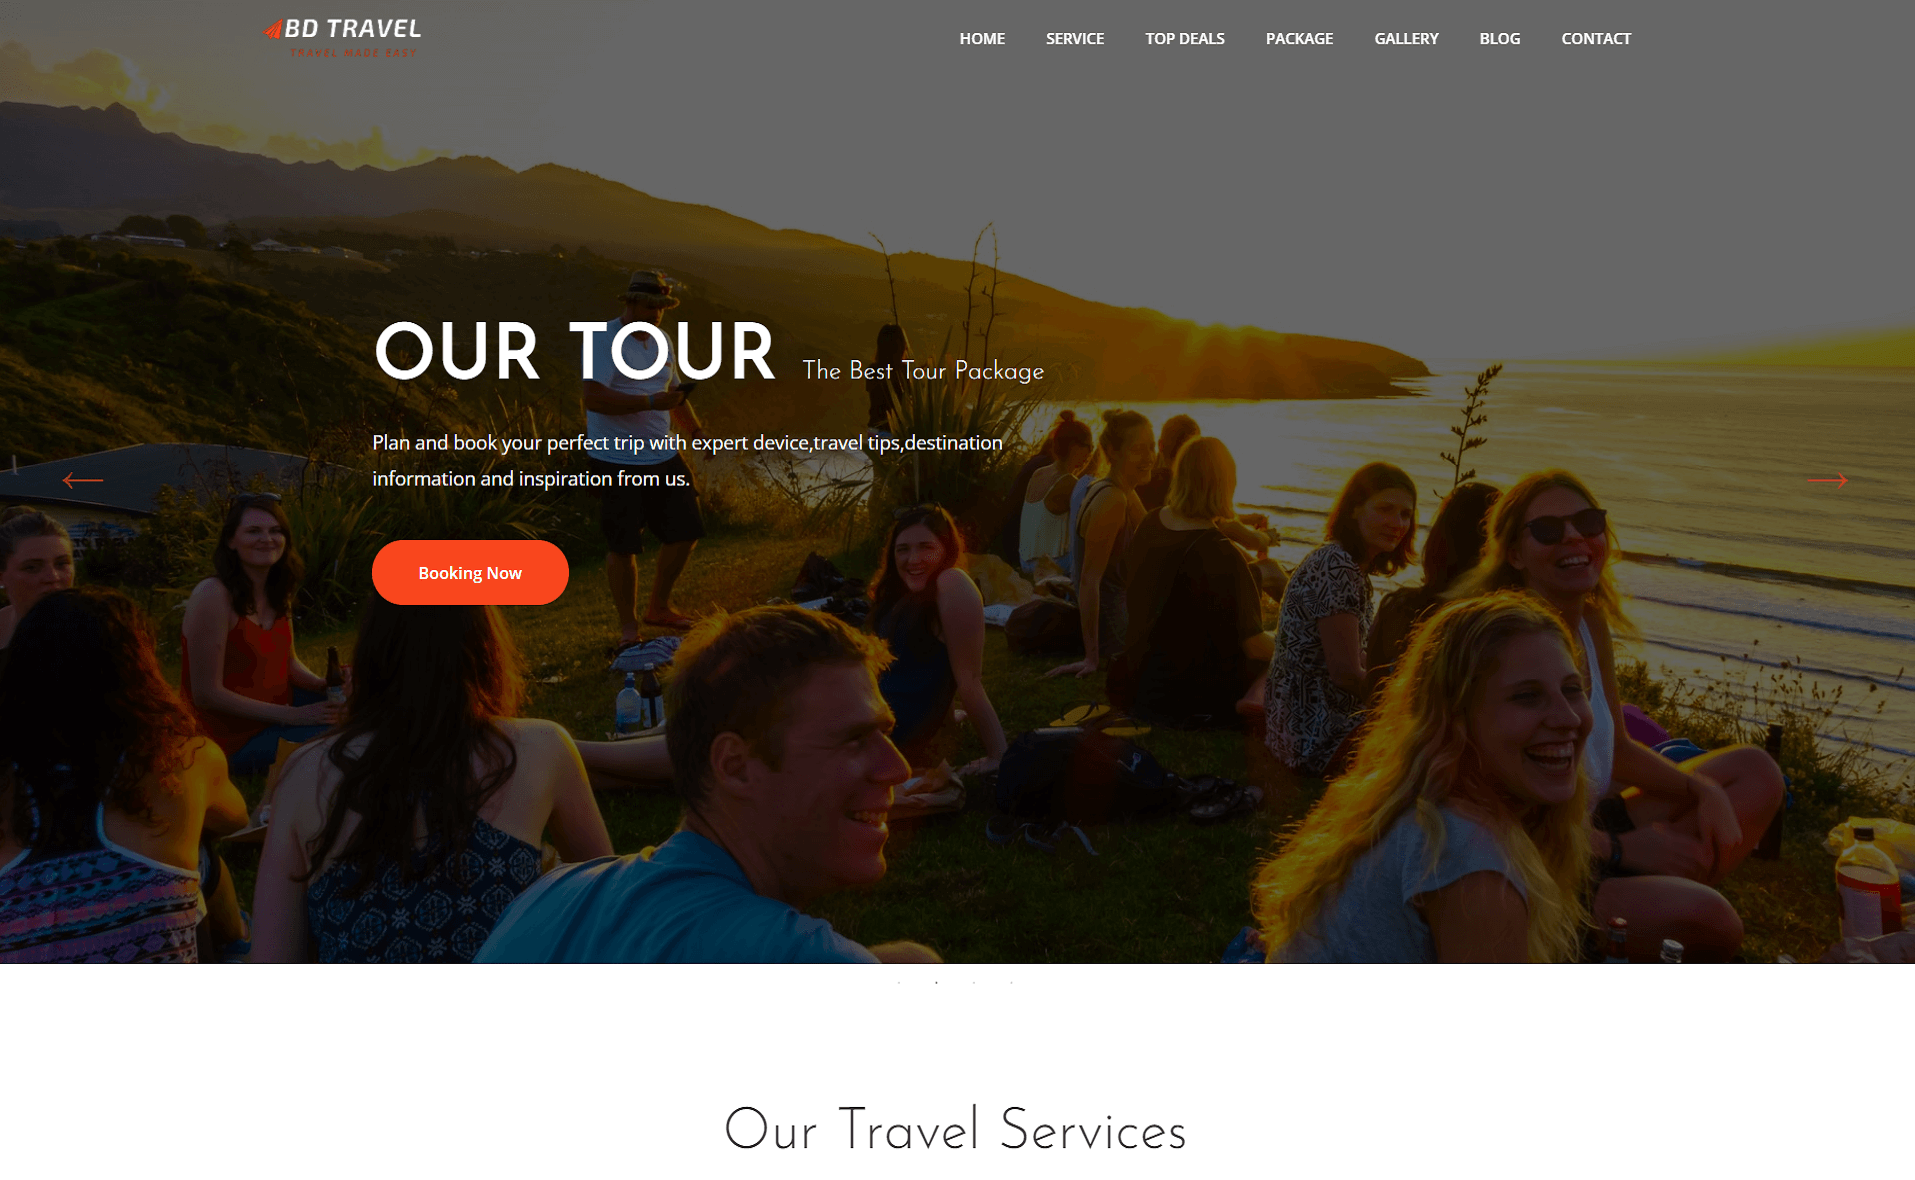 BD TRAVEL
TRAVEL MADE EASY
HOME SERVICE TOP DEALS PACKAGE GALLERY BLOG CONTACT
OUR TOUR The Best Tour Package
Plan and book your perfect trip with expert device,travel tips,destination
information and inspiration from us.
Booking Now
Our Travel Services